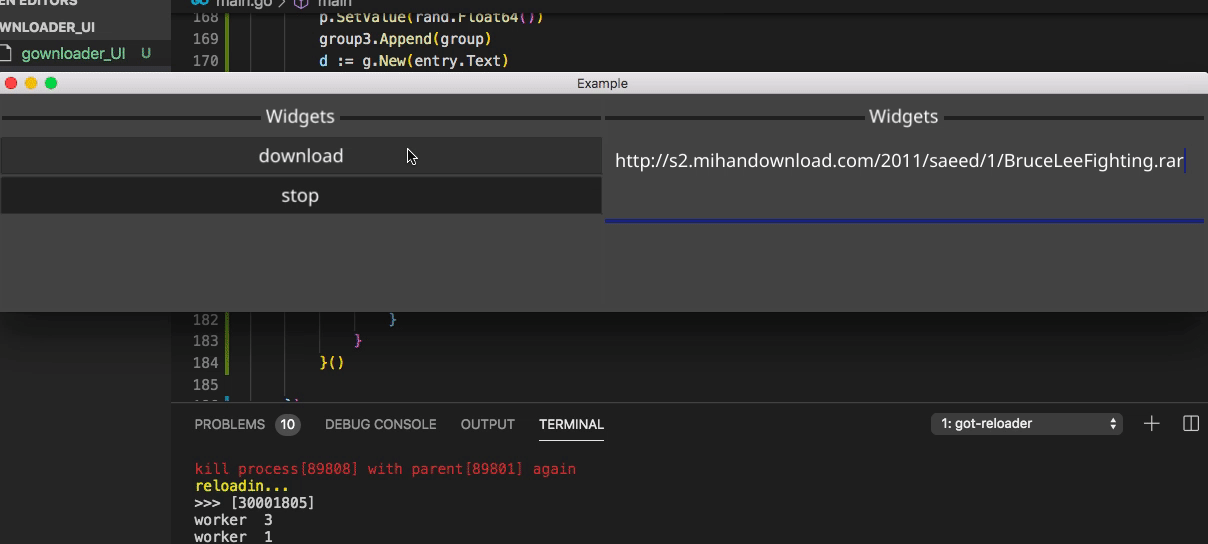 EN EDITORS
main.go > main
WNLOADER_UI
gownloader_UI U
168 p.SetValue(rand.Float64())
169 group3.Append(group)
170 d := g.New(entry.Text)
Example
Widgets
download
stop
Widgets
http://s2.mihandownload.com/2011/saeed/1/BruceLeeFighting.rar
182 }
183 }
184 }()
185
PROBLEMS 10 DEBUG CONSOLE OUTPUT TERMINAL 1: got-reloader
kill process[89808] with parent[89801] again
reloadin...
>>> [30001805]
worker 3
worker 1